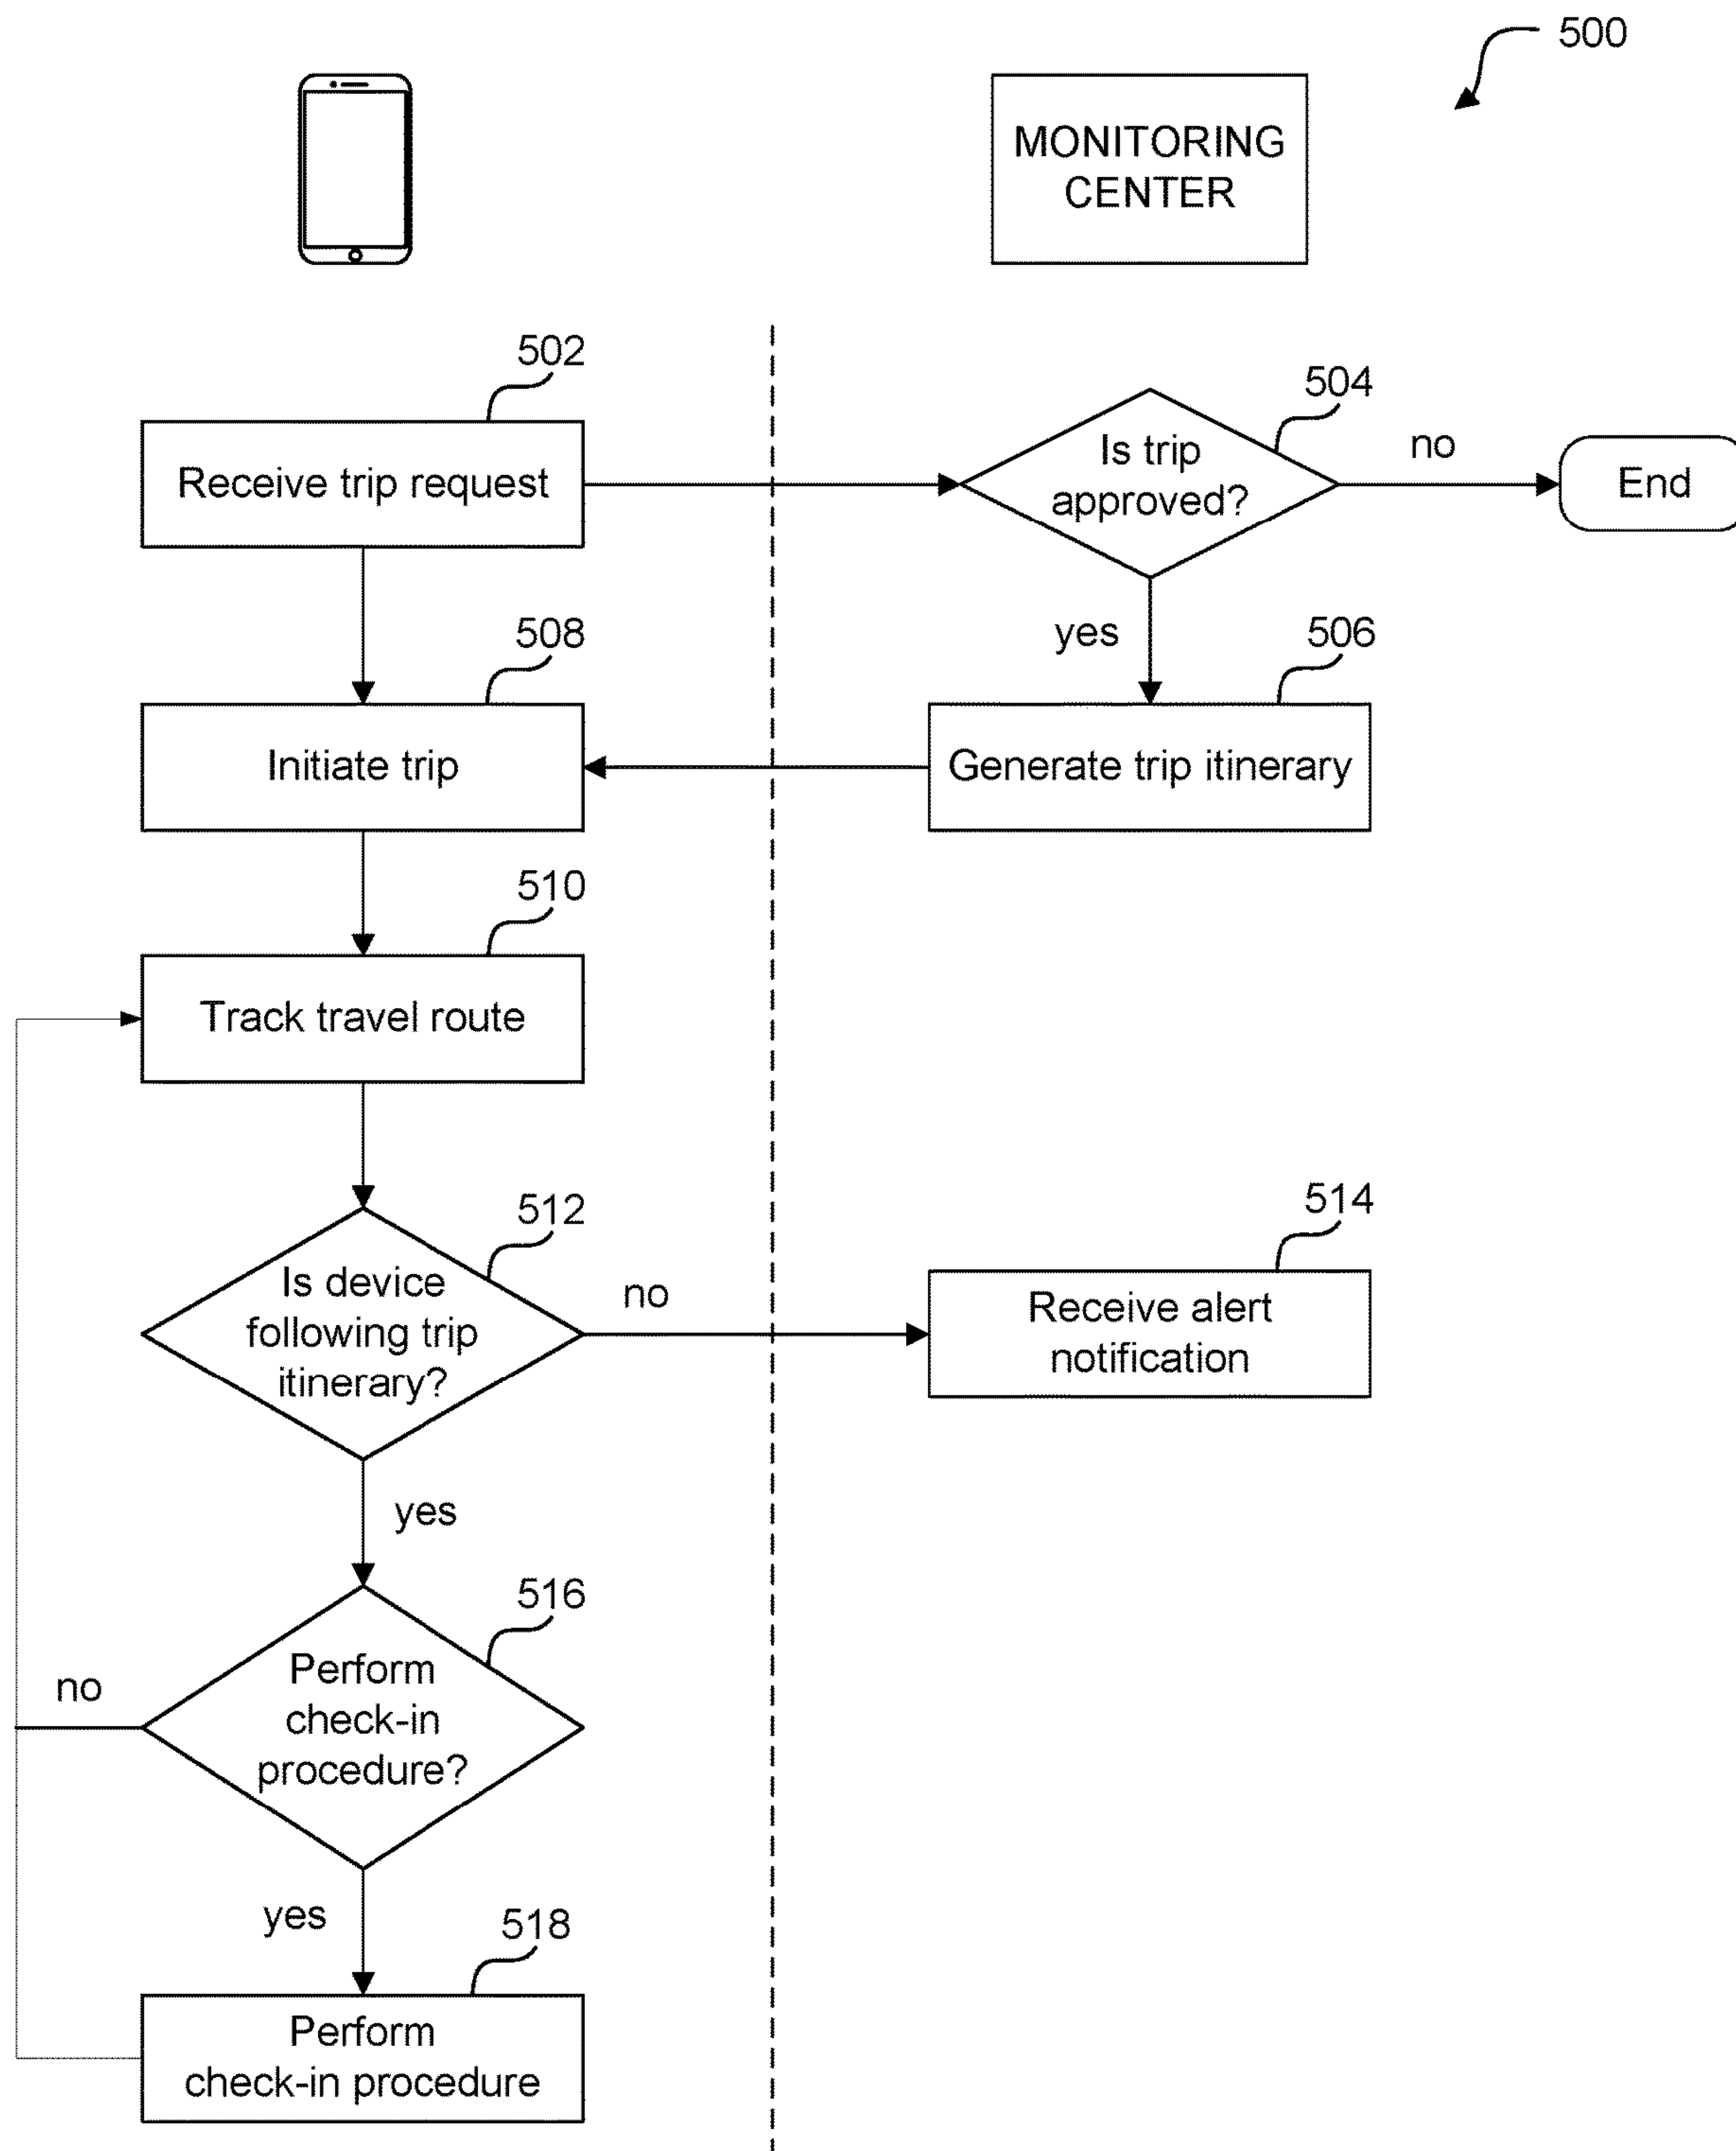 500
MONITORING
CENTER
502
504
Receive trip request
Is trip
approved?
no
End
yes
508
506
Initiate trip
Generate trip itinerary
510
Track travel route
512
514
Is device
following trip
itinerary?
no
Receive alert
notification
yes
516
Perform
check-in
procedure?
no
yes
518
Perform
check-in procedure